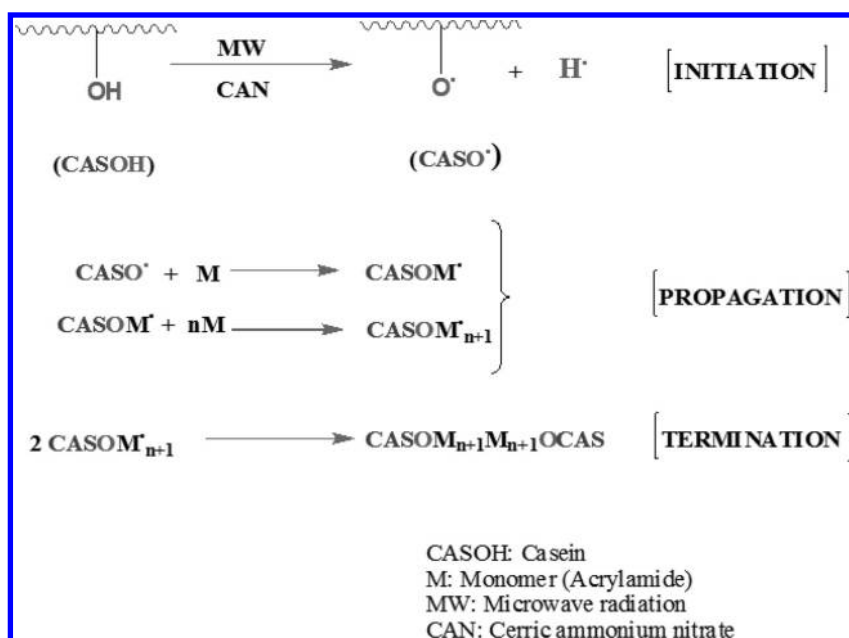 MW
OH CAN O• + H• [INITIATION]
(CASOH) (CASO•)
CASO• + M CASOM•
[PROPAGATION]
CASOM• + nM CASOM•n+1
2 CASOM•n+1 CASOMn+1Mn+1OCAS [TERMINATION]
CASOH: Casein
M: Monomer (Acrylamide)
MW: Microwave radiation
CAN: Cerric ammonium nitrate